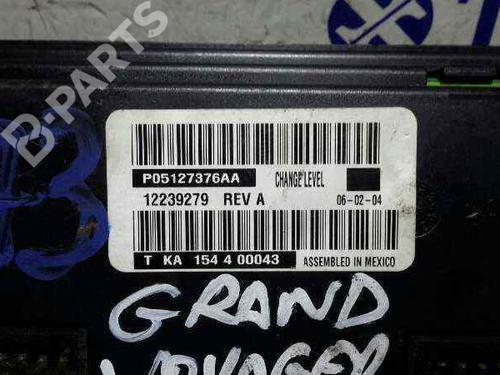 B-PARTS
P05127376AA CHANGE LEVEL
12239279 REV A 06-02-04
T KA 154 4 00043 ASSEMBLED IN MEXICO
GRAND
VOYAGER